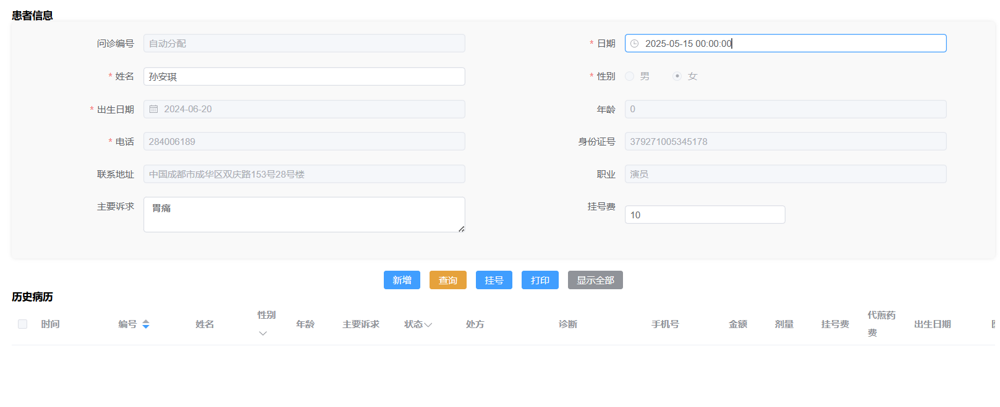 患者信息
问诊编号 自动分配 * 日期 2025-05-15 00:00:00
* 姓名 孙安琪 * 性别 男 女
* 出生日期 2024-06-20 年龄 0
* 电话 284006189 身份证号 379271005345178
联系地址 中国成都市成华区双庆路153号28号楼 职业 演员
主要诉求 胃痛 挂号费 10
新增 查询 挂号 打印 显示全部
历史病历
时间 编号 姓名 性别 年龄 主要诉求 状态 处方 诊断 手机号 金额 剂量 挂号费 代煎药费 出生日期